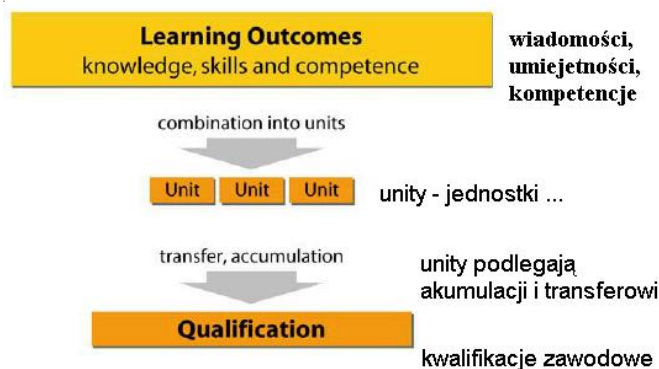 Learning Outcomes
knowledge, skills and competence
wiadomości,
umiejetności,
kompetencje
combination into units
Unit Unit Unit
unity - jednostki ...
transfer, accumulation
unity podlegają
akumulacji i transferowi
Qualification
kwalifikacje zawodowe